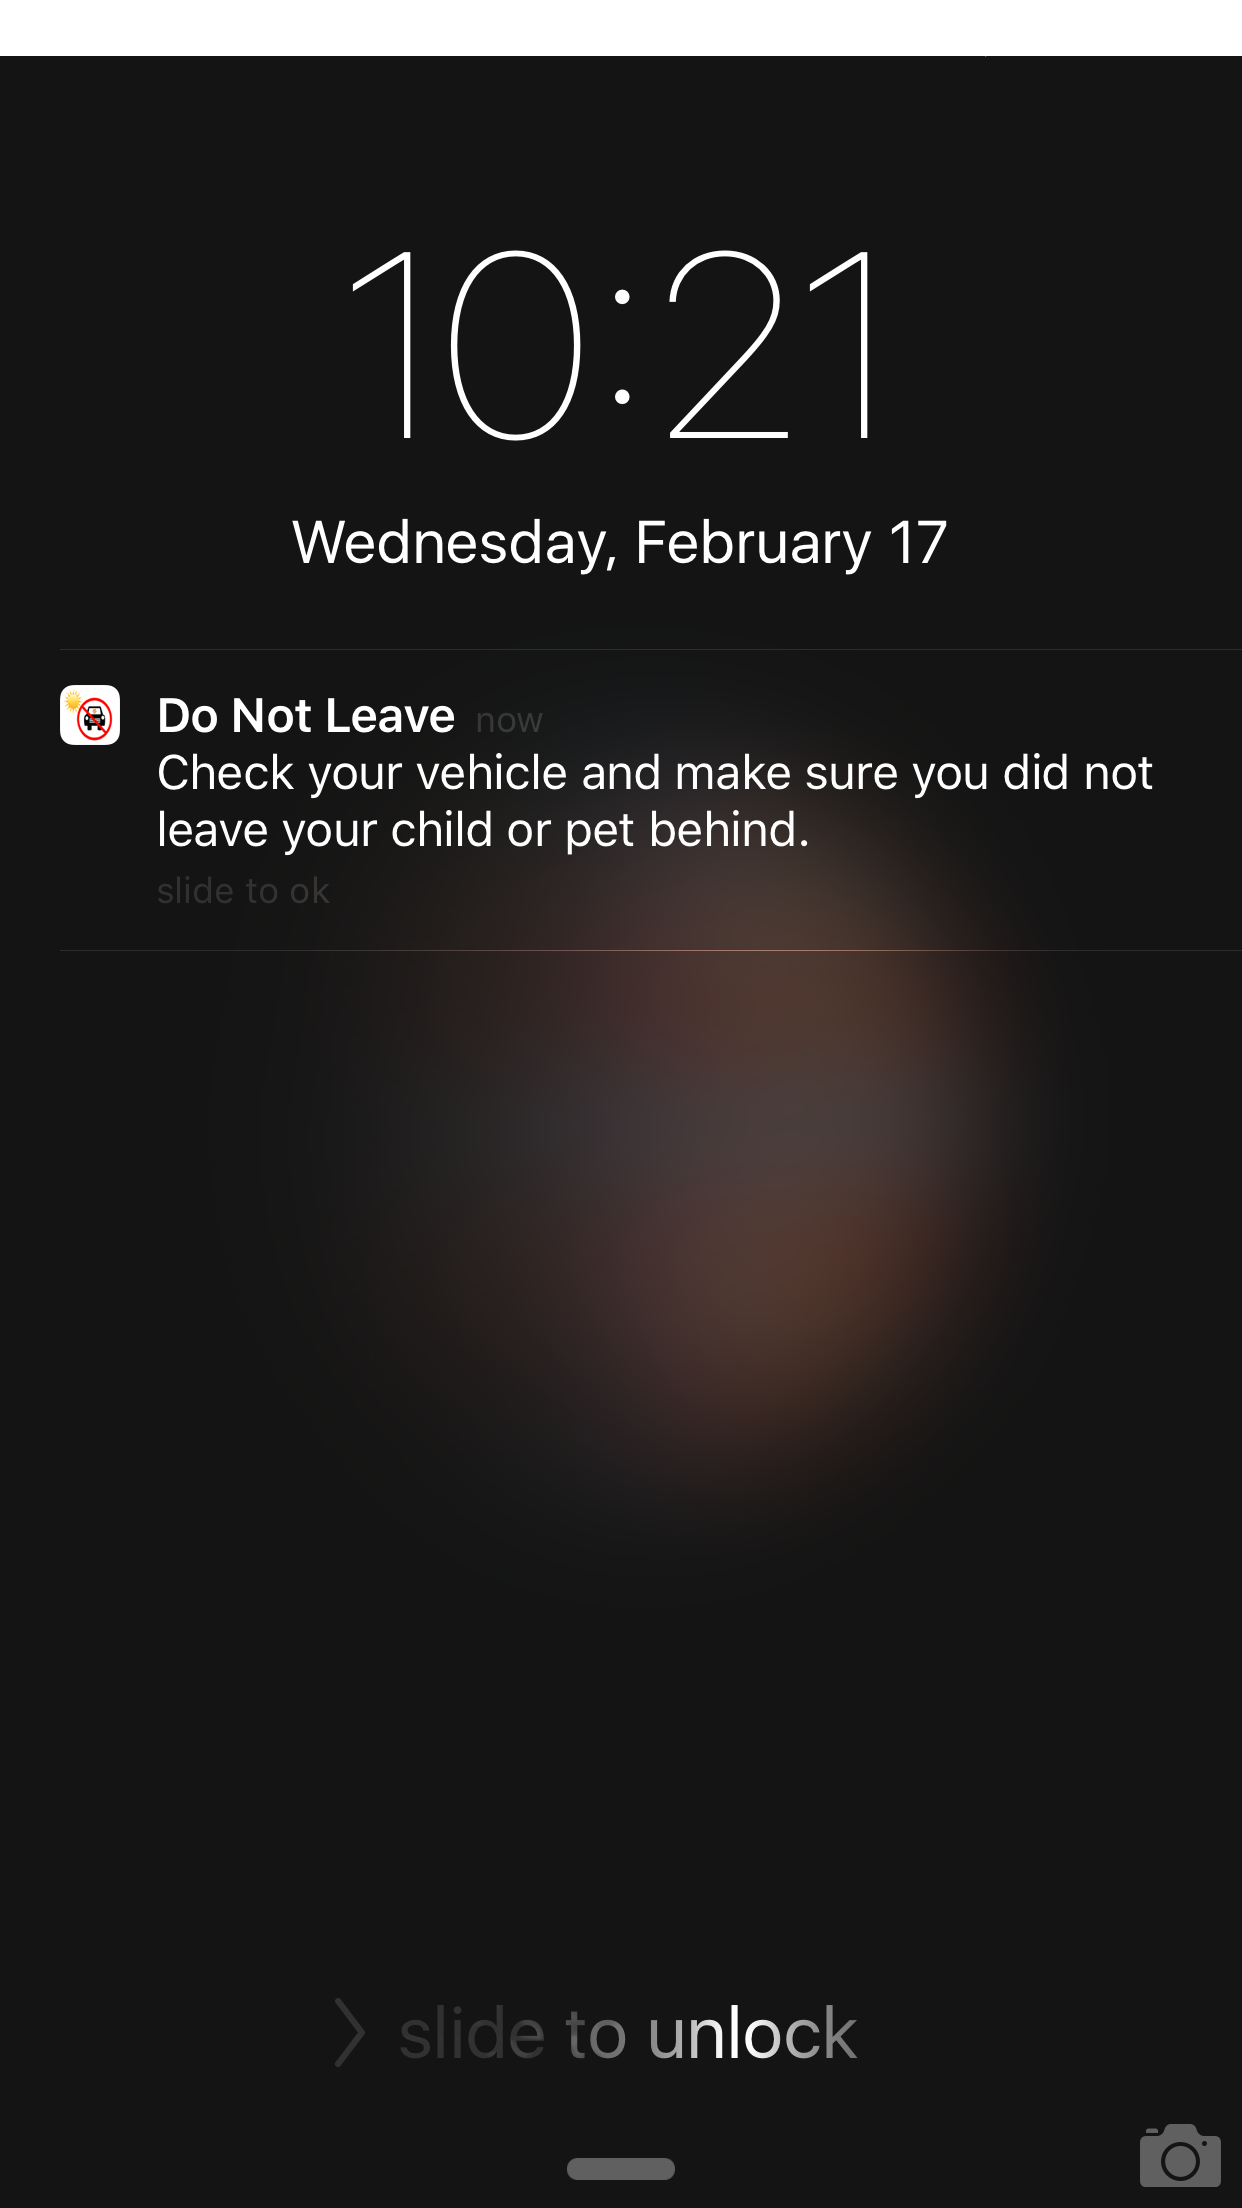 10:21
Wednesday, February 17
Do Not Leave now
Check your vehicle and make sure you did not
leave your child or pet behind.
slide to ok
slide to unlock